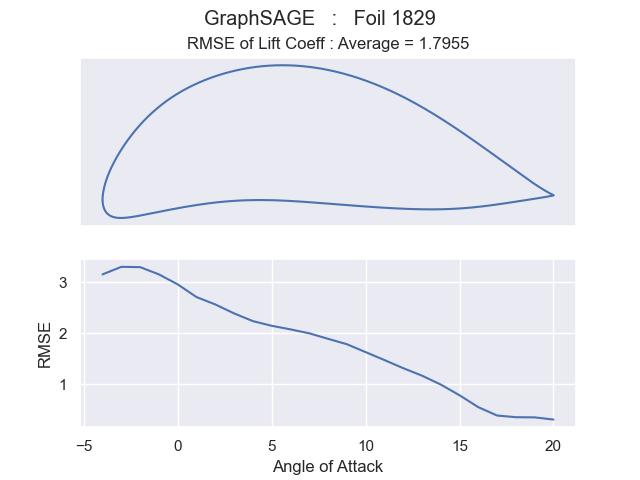 GraphSAGE : Foil 1829
RMSE of Lift Coeff : Average = 1.7955
3
2
1
RMSE
−5 0 5 10 15 20
Angle of Attack